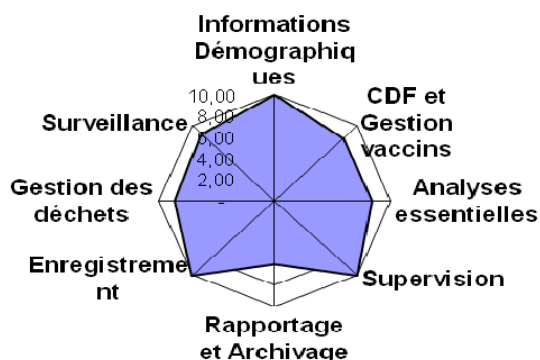 Informations
Démographiq
ues
10,00
8,00
6,00
4,00
2,00
-
CDF et
Gestion
vaccins
Analyses
essentielles
Supervision
Rapportage
et Archivage
Enregistreme
nt
Gestion des
déchets
Surveillance